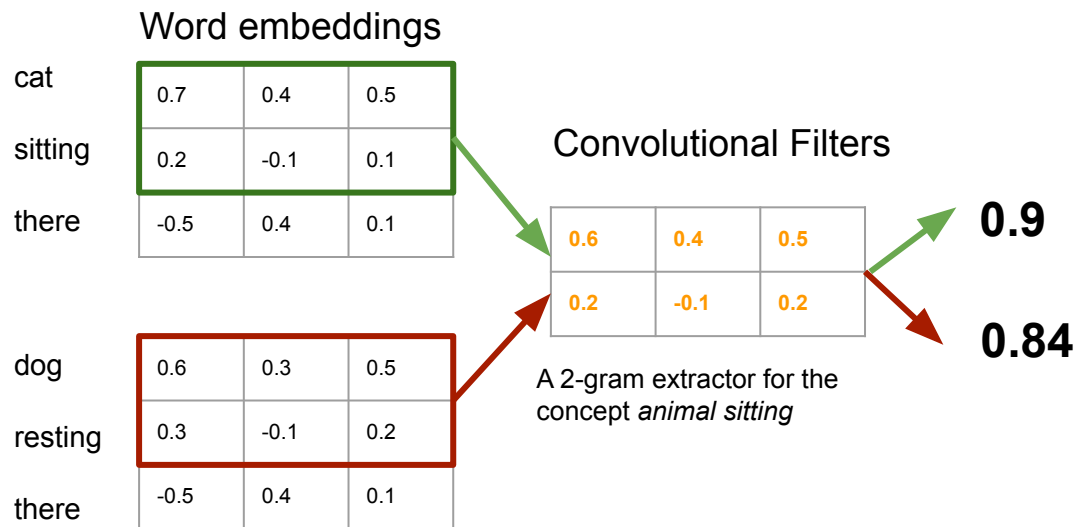 Word embeddings
cat 0.7 0.4 0.5
sitting 0.2 -0.1 0.1
there -0.5 0.4 0.1
Convolutional Filters
0.6 0.4 0.5
0.2 -0.1 0.2
A 2-gram extractor for the
concept animal sitting
0.9
0.84
dog 0.6 0.3 0.5
resting 0.3 -0.1 0.2
there -0.5 0.4 0.1